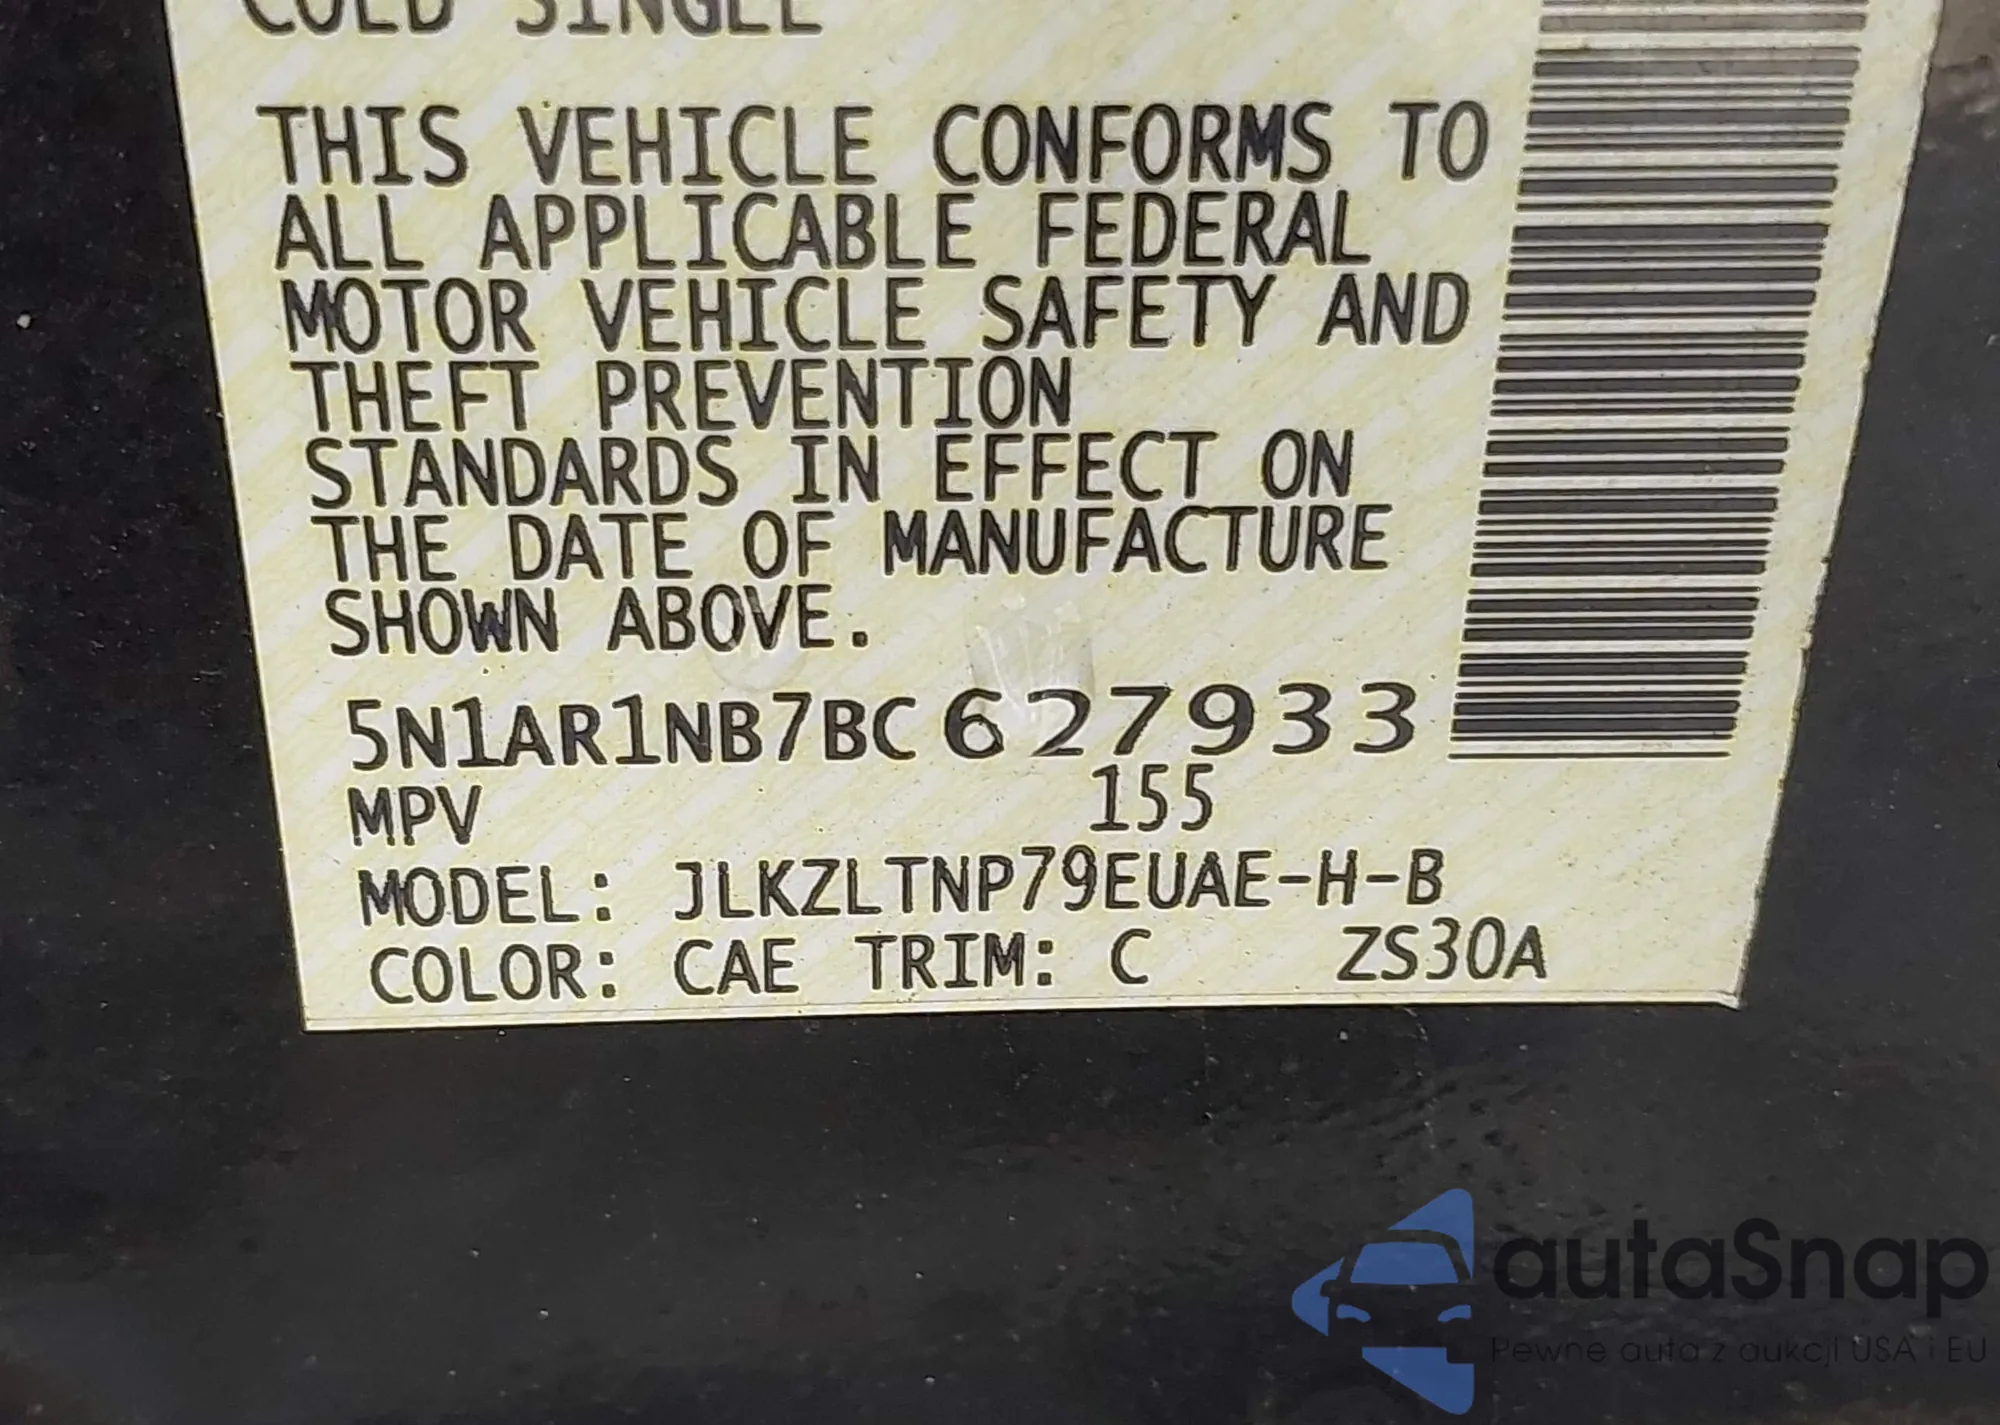 COLD SINGLE
THIS VEHICLE CONFORMS TO
ALL APPLICABLE FEDERAL
MOTOR VEHICLE SAFETY AND
THEFT PREVENTION
STANDARDS IN EFFECT ON
THE DATE OF MANUFACTURE
SHOWN ABOVE.
5N1AR1NB7BC627933
MPV 155
MODEL: JLKZLTNP79EUAE-H-B
COLOR: CAE TRIM: C ZS30A
autaSnap
Pewne auta z aukcji USA i EU